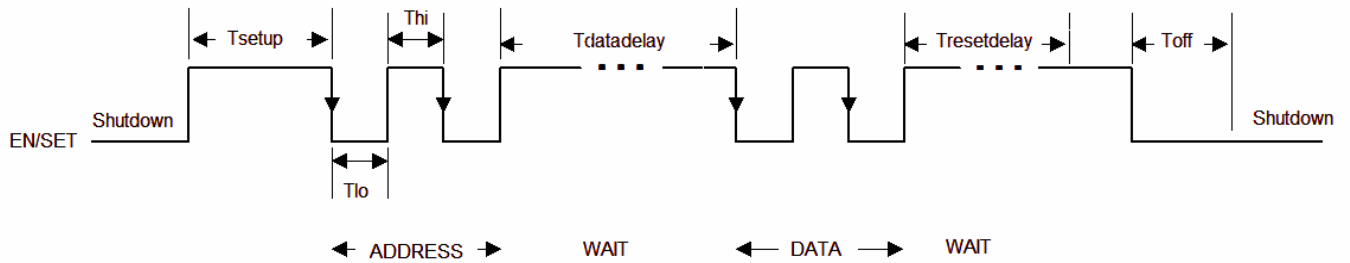 Thi
Tsetup
Tdatadelay
Tresetdelay
Toff
Shutdown
Shutdown
EN/SET
Tlo
ADDRESS
WAIT
DATA
WAIT